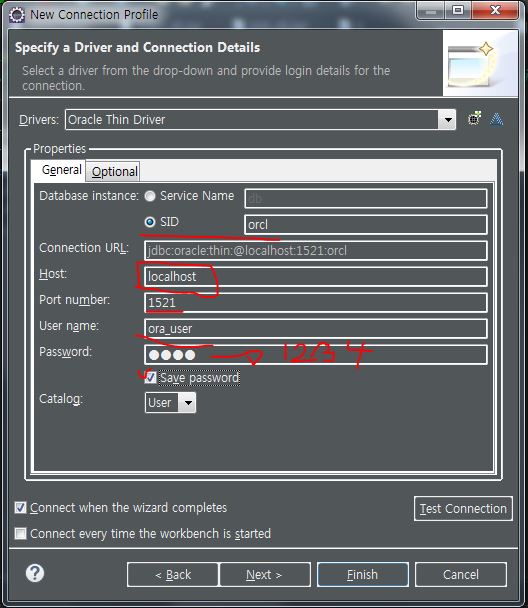 New Connection Profile
Specify a Driver and Connection Details
Select a driver from the drop-down and provide login details for the
connection.
Drivers: Oracle Thin Driver
Properties
General Optional
Database instance: Service Name db
SID orcl
Connection URL: jdbc:oracle:thin:@localhost:1521:orcl
Host: localhost
Port number: 1521
User name: ora_user
Password: ●●●● 1234
Save password
Catalog: User
Connect when the wizard completes
Test Connection
Connect every time the workbench is started
? < Back Next > Finish Cancel